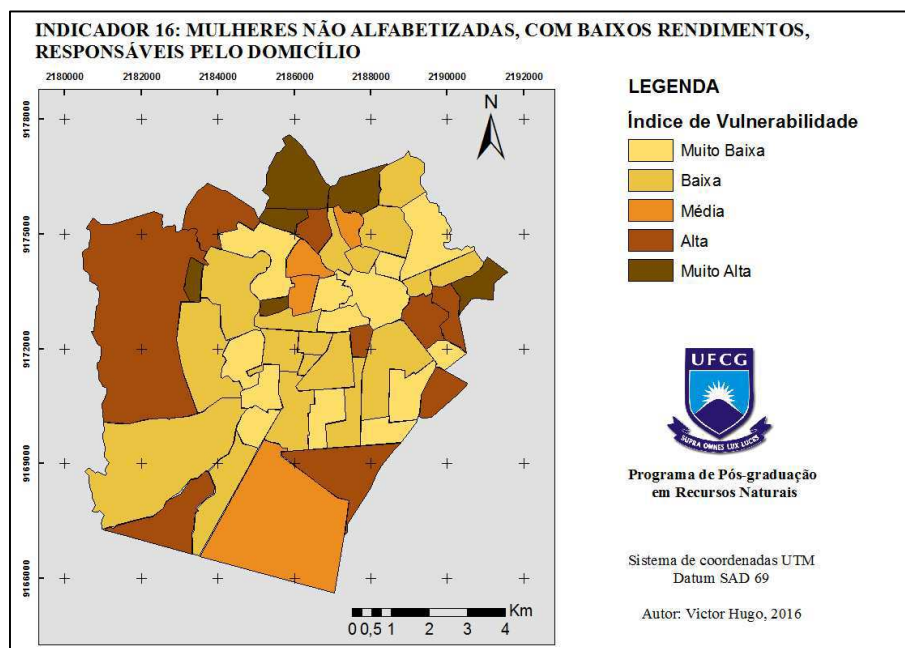 INDICADOR 16: MULHERES NÃO ALFABETIZADAS, COM BAIXOS RENDIMENTOS,
RESPONSÁVEIS PELO DOMICÍLIO
2180000 2182000 2184000 2186000 2188000 2190000 2192000
9178000
9175000
9172000
9169000
9166000
N
Km
0 0,5 1 2 3 4
LEGENDA
Índice de Vulnerabilidade
Muito Baixa
Baixa
Média
Alta
Muito Alta
UFCG
SUPRA OMNES LUX LUCES
Programa de Pós-graduação
em Recursos Naturais
Sistema de coordenadas UTM
Datum SAD 69
Autor: Victor Hugo, 2016